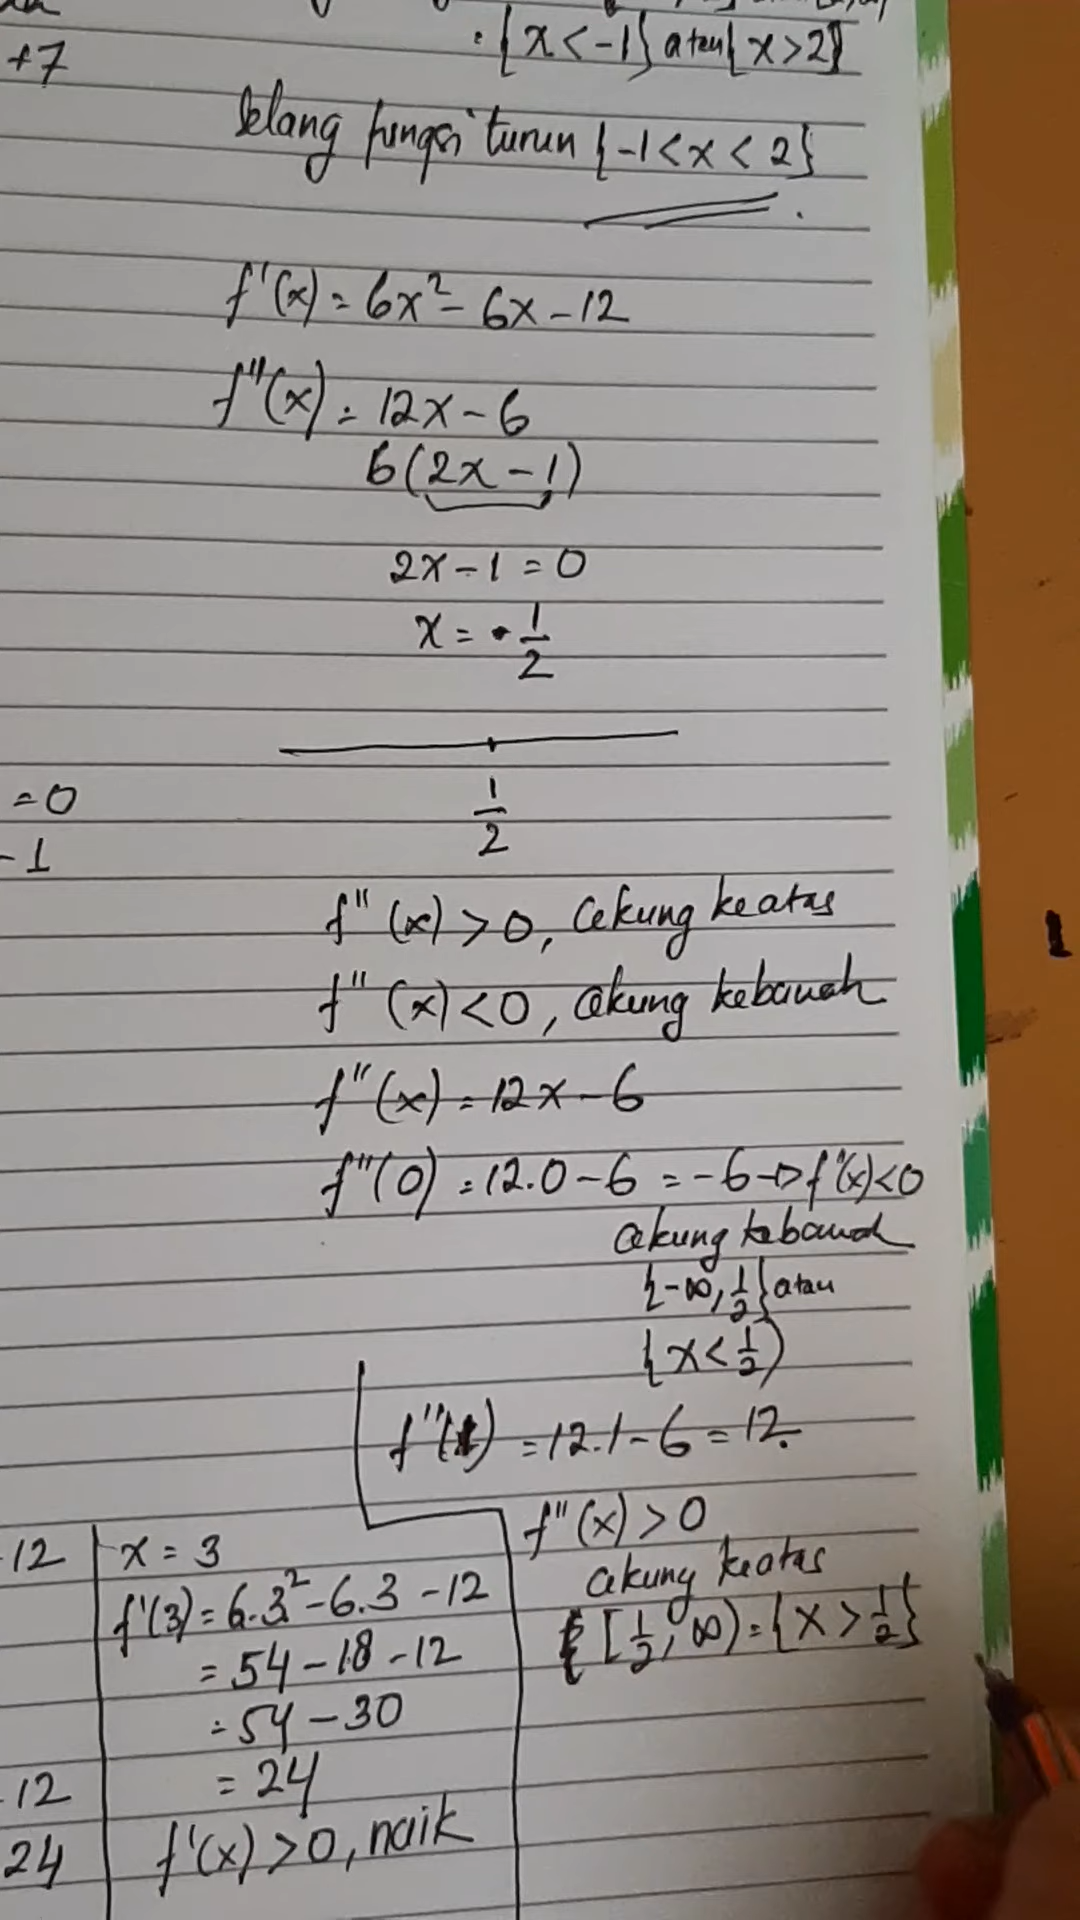 +7
{x<-1} atau {x>2}
Selang fungsi turun {-1<x<2}
f'(x) = 6x²-6x-12
f''(x) = 12x-6
6(2x-1)
2x-1=0
x = 1/2
1/2
=0
-1
f''(x)>0, cekung keatas
f''(x)<0, cekung kebawah
f''(x) = 12x-6
f''(0) = 12.0-6 = -6 → f''(x)<0
cekung kebawah
{-∞, 1/2} atau
{x<1/2)
f''(1) = 12.1-6 = 12.
f''(x)>0
cekung keatas
[1/2, ∞) = {x>1/2}
-12
x = 3
f'(3) = 6.3²-6.3-12
= 54-18-12
= 54-30
-12
= 24
24
f'(x)>0, naik